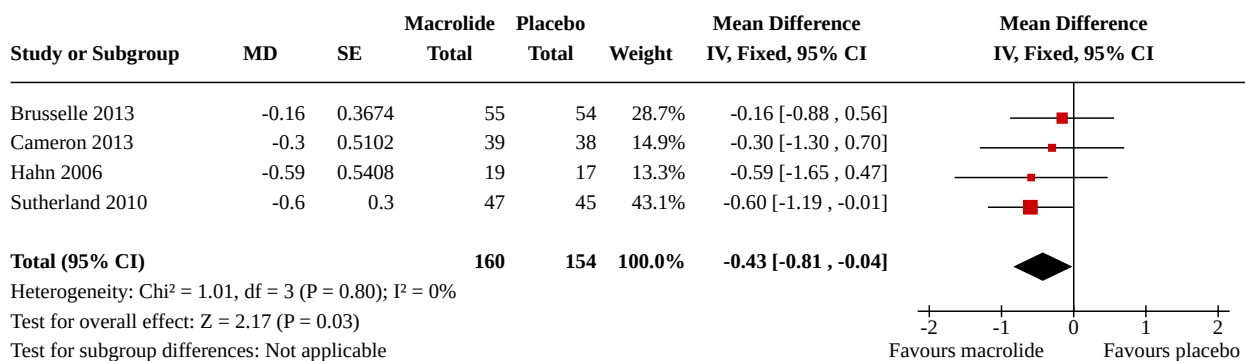 Macrolide Placebo Mean Difference Mean Difference
Study or Subgroup MD SE Total Total Weight IV, Fixed, 95% CI IV, Fixed, 95% CI
Brusselle 2013 -0.16 0.3674 55 54 28.7% -0.16 [-0.88 , 0.56]
Cameron 2013 -0.3 0.5102 39 38 14.9% -0.30 [-1.30 , 0.70]
Hahn 2006 -0.59 0.5408 19 17 13.3% -0.59 [-1.65 , 0.47]
Sutherland 2010 -0.6 0.3 47 45 43.1% -0.60 [-1.19 , -0.01]
Total (95% CI) 160 154 100.0% -0.43 [-0.81 , -0.04]
Heterogeneity: Chi² = 1.01, df = 3 (P = 0.80); I² = 0%
Test for overall effect: Z = 2.17 (P = 0.03)
-2 -1 0 1 2
Test for subgroup differences: Not applicable Favours macrolide Favours placebo